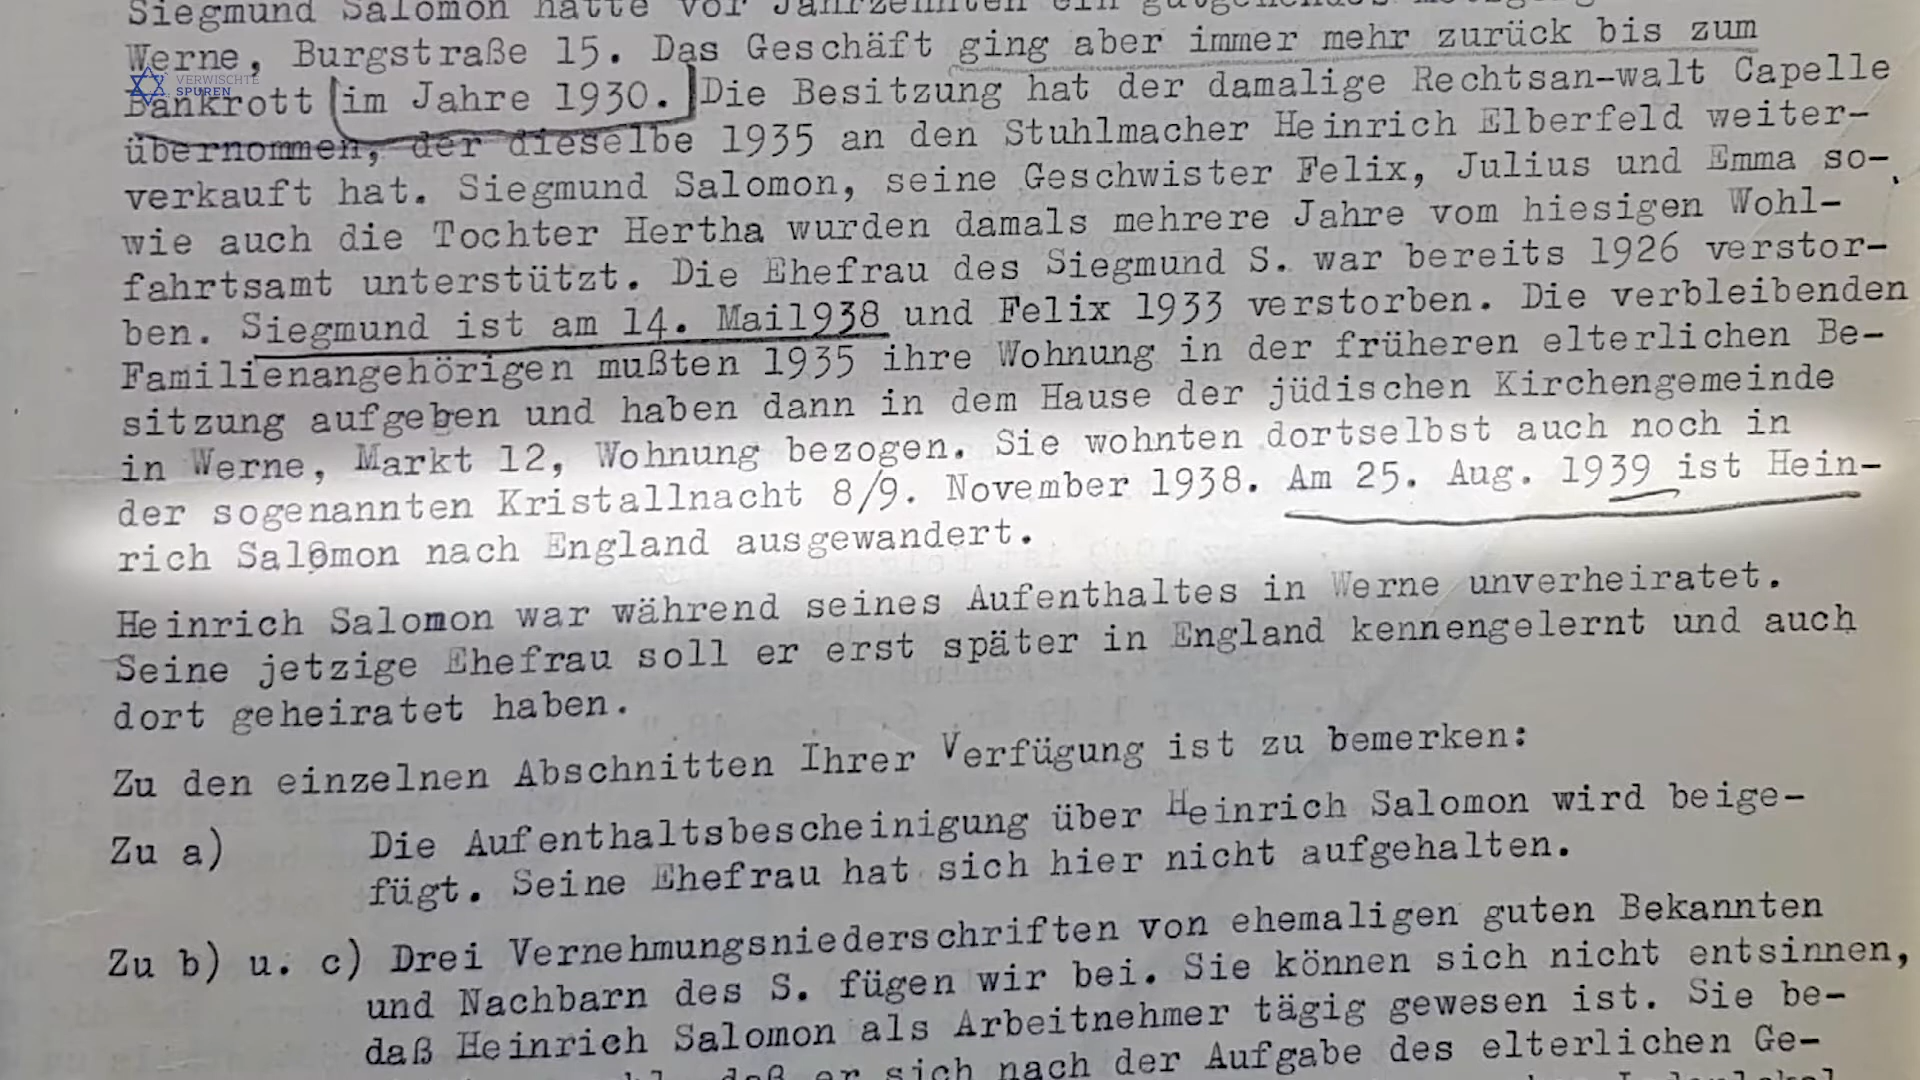 Siegmund Salomon hatte vor Jahrzehnten ein gutgehendes
Werne, Burgstraße 15. Das Geschäft ging aber immer mehr zurück bis zum
VERWISCHTE
SPUREN
Bankrott im Jahre 1930. Die Besitzung hat der damalige Rechtsan-walt Capelle
übernommen, der dieselbe 1935 an den Stuhlmacher Heinrich Elberfeld weiter-
verkauft hat. Siegmund Salomon, seine Geschwister Felix, Julius und Emma so-
wie auch die Tochter Hertha wurden damals mehrere Jahre vom hiesigen Wohl-
fahrtsamt unterstützt. Die Ehefrau des Siegmund S. war bereits 1926 verstor-
ben. Siegmund ist am 14. Mai1938 und Felix 1933 verstorben. Die verbleibenden
Familienangehörigen mußten 1935 ihre Wohnung in der früheren elterlichen Be-
sitzung aufgeben und haben dann in dem Hause der jüdischen Kirchengemeinde
in Werne, Markt 12, Wohnung bezogen. Sie wohnten dortselbst auch noch in
der sogenannten Kristallnacht 8/9. November 1938. Am 25. Aug. 1939 ist Hein-
rich Salomon nach England ausgewandert.
Heinrich Salomon war während seines Aufenthaltes in Werne unverheiratet.
Seine jetzige Ehefrau soll er erst später in England kennengelernt und auch
dort geheiratet haben.
Zu den einzelnen Abschnitten Ihrer Verfügung ist zu bemerken:
Zu a) Die Aufenthaltsbescheinigung über Heinrich Salomon wird beige-
fügt. Seine Ehefrau hat sich hier nicht aufgehalten.
Zu b) u. c) Drei Vernehmungsniederschriften von ehemaligen guten Bekannten
und Nachbarn des S. fügen wir bei. Sie können sich nicht entsinnen,
daß Heinrich Salomon als Arbeitnehmer tägig gewesen ist. Sie be-
daß er sich nach der Aufgabe des elterlichen Ge-